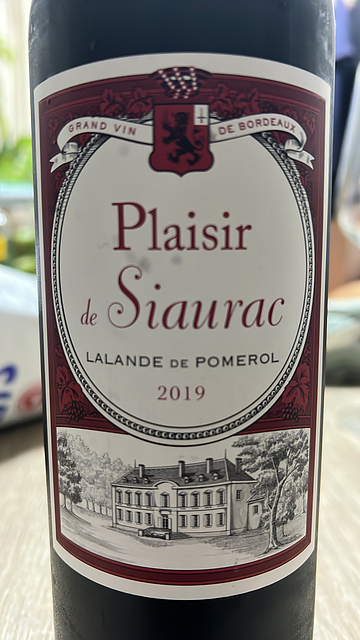 GRAND VIN DE BORDEAUX
Plaisir
de Siaurac
LALANDE DE POMEROL
2019